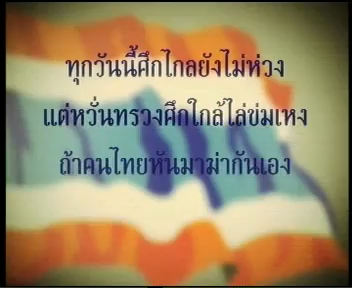 ทุกวันนี้ศึกไกลยังไม่ห่วง
แต่หวั่นทรวงศึกใกล้ไล่ข่มเหง
ถ้าคนไทยหันมาฆ่ากันเอง